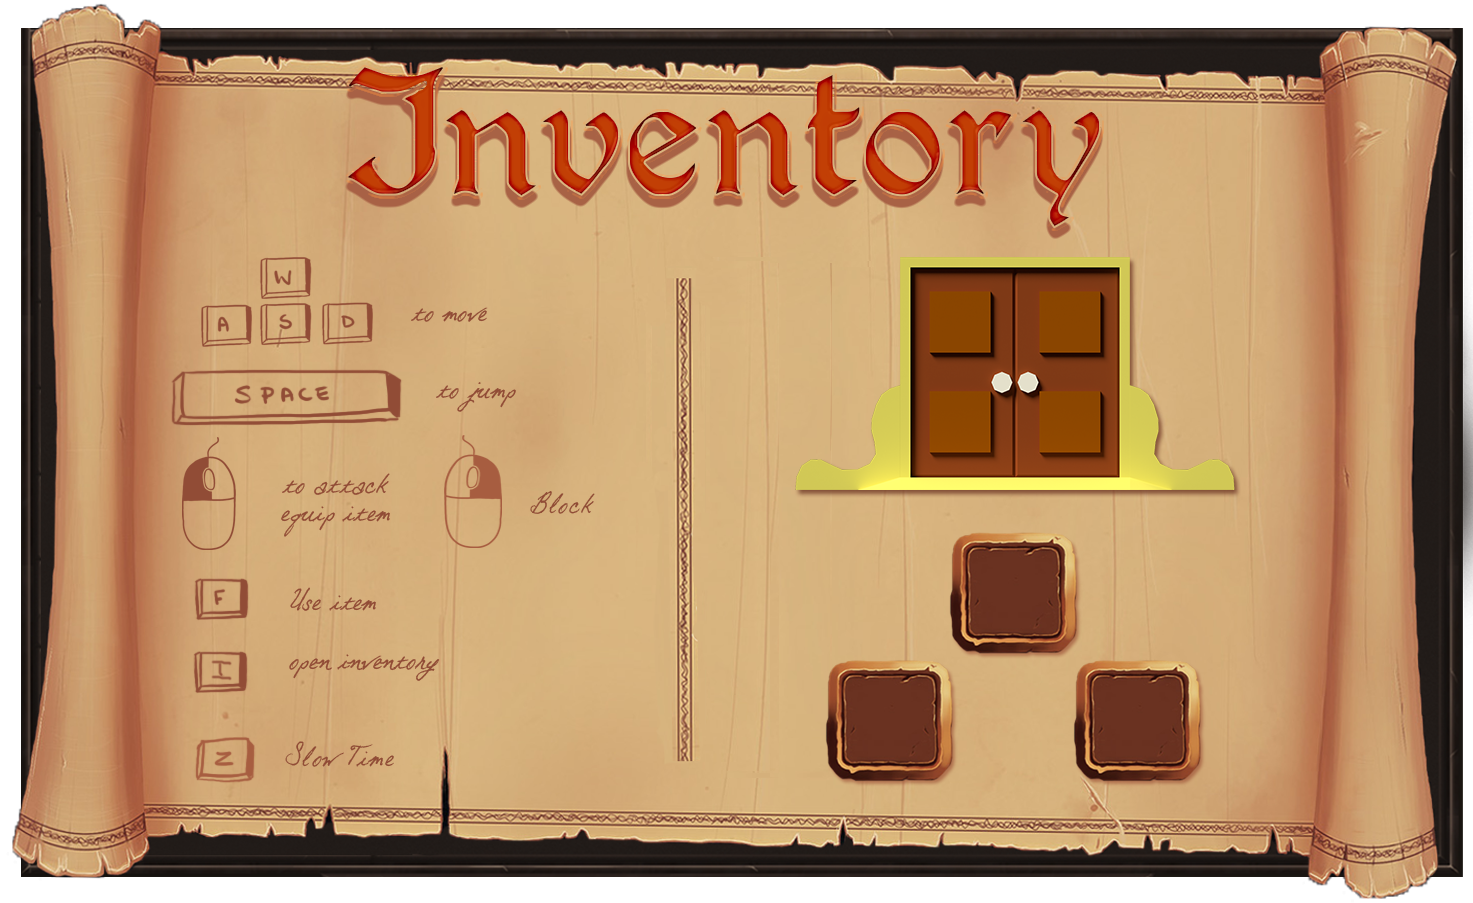 Inventory
W
A S D to move
SPACE to jump
to attack
equip item
Block
F Use item
I open inventory
Z Slow Time